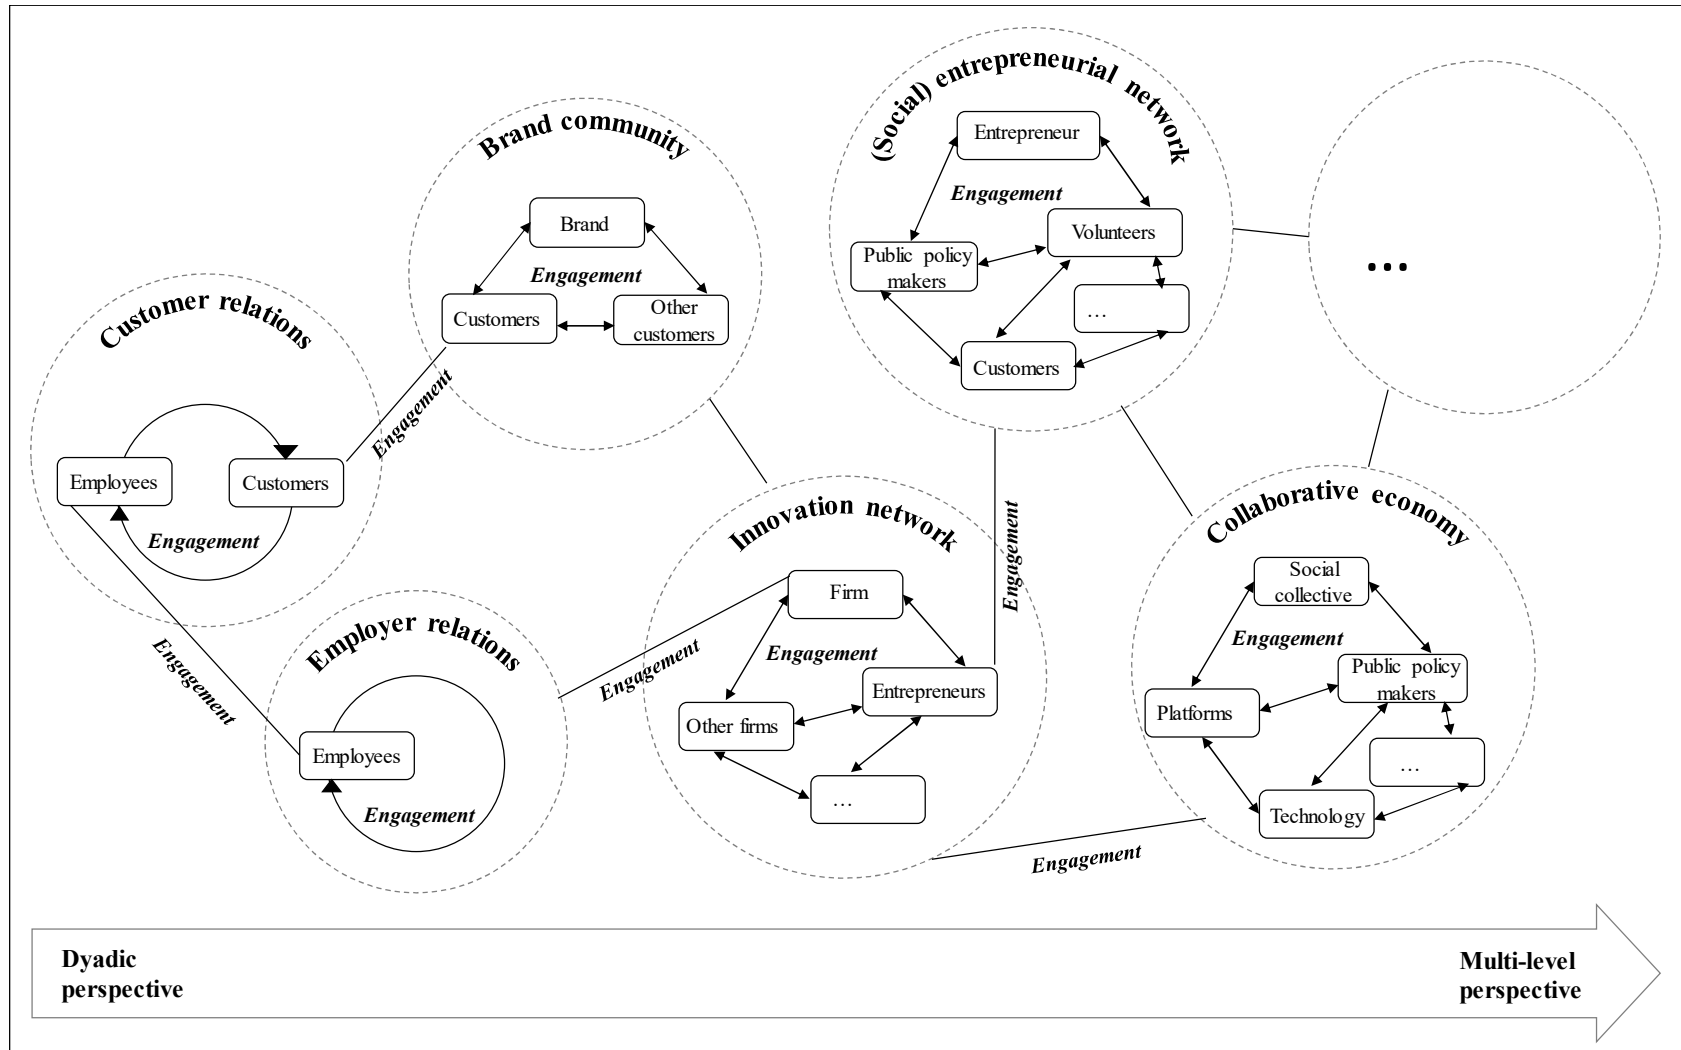 Customer relations
Employees
Customers
Engagement
Engagement
Engagement
Brand community
Brand
Engagement
Customers
Other
customers
Employer relations
Employees
Engagement
Engagement
Innovation network
Firm
Engagement
Entrepreneurs
Other firms
…
Engagement
Engagement
(Social) entrepreneurial network
Entrepreneur
Engagement
Volunteers
Public policy
makers
…
Customers
Collaborative economy
Social
collective
Engagement
Public policy
makers
Platforms
…
Technology
...
Dyadic
perspective
Multi-level
perspective